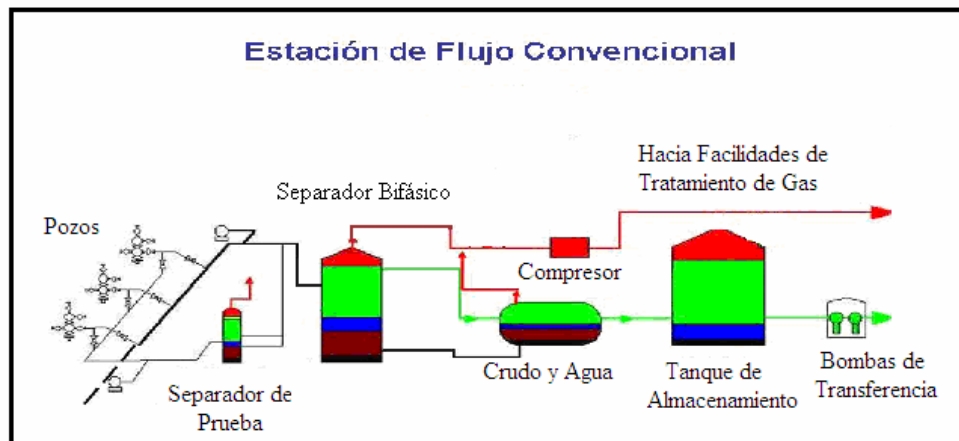 Estación de Flujo Convencional
Hacia Facilidades de
Tratamiento de Gas
Separador Bifásico
Pozos
Compresor
Crudo y Agua
Tanque de
Almacenamiento
Bombas de
Transferencia
Separador de
Prueba